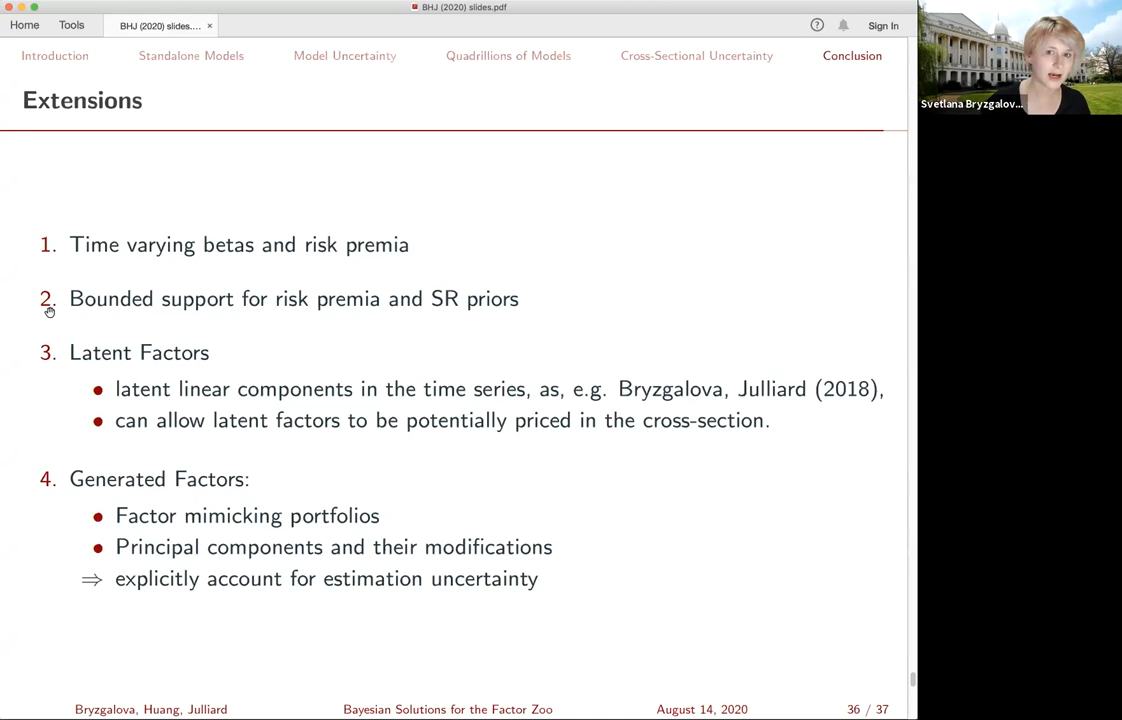 BHJ (2020) slides.pdf
Home Tools BHJ (2020) slides.... × ? Sign In
Introduction Standalone Models Model Uncertainty Quadrillions of Models Cross-Sectional Uncertainty Conclusion
Svetlana Bryzgalov...
Extensions
1. Time varying betas and risk premia
2. Bounded support for risk premia and SR priors
3. Latent Factors
• latent linear components in the time series, as, e.g. Bryzgalova, Julliard (2018),
• can allow latent factors to be potentially priced in the cross-section.
4. Generated Factors:
• Factor mimicking portfolios
• Principal components and their modifications
⇒ explicitly account for estimation uncertainty
Bryzgalova, Huang, Julliard Bayesian Solutions for the Factor Zoo August 14, 2020 36 / 37